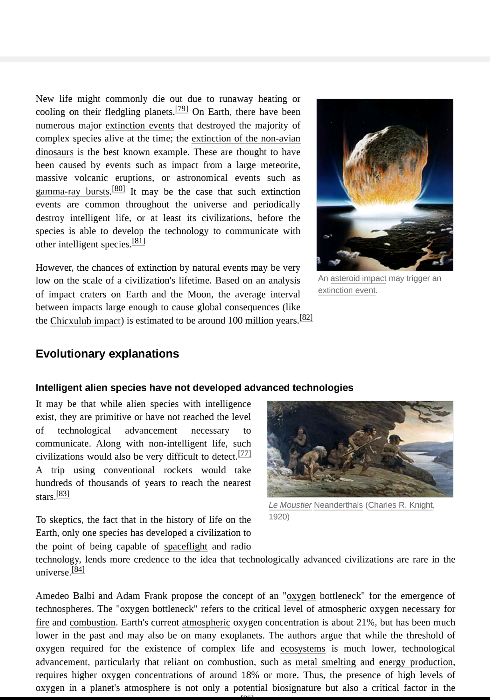 New life might commonly die out due to runaway heating or
cooling on their fledgling planets.[79] On Earth, there have been
numerous major extinction events that destroyed the majority of
complex species alive at the time; the extinction of the non-avian
dinosaurs is the best known example. These are thought to have
been caused by events such as impact from a large meteorite,
massive volcanic eruptions, or astronomical events such as
gamma-ray bursts.[80] It may be the case that such extinction
events are common throughout the universe and periodically
destroy intelligent life, or at least its civilizations, before the
species is able to develop the technology to communicate with
other intelligent species.[81]
An asteroid impact may trigger an
extinction event.
However, the chances of extinction by natural events may be very
low on the scale of a civilization's lifetime. Based on an analysis
of impact craters on Earth and the Moon, the average interval
between impacts large enough to cause global consequences (like
the Chicxulub impact) is estimated to be around 100 million years.[82]
Evolutionary explanations
Intelligent alien species have not developed advanced technologies
It may be that while alien species with intelligence
exist, they are primitive or have not reached the
level of technological advancement necessary to
communicate. Along with non-intelligent life, such
civilizations would also be very difficult to detect.[77]
A trip using conventional rockets would take
hundreds of thousands of years to reach the nearest
stars.[83]
Le Moustier Neanderthals (Charles R. Knight,
1920)
To skeptics, the fact that in the history of life on the
Earth, only one species has developed a civilization to
the point of being capable of spaceflight and radio
technology, lends more credence to the idea that technologically advanced civilizations are rare in the
universe.[84]
Amedeo Balbi and Adam Frank propose the concept of an "oxygen bottleneck" for the emergence of
technospheres. The "oxygen bottleneck" refers to the critical level of atmospheric oxygen necessary for
fire and combustion. Earth's current atmospheric oxygen concentration is about 21%, but has been much
lower in the past and may also be on many exoplanets. The authors argue that while the threshold of
oxygen required for the existence of complex life and ecosystems is much lower, technological
advancement, particularly that reliant on combustion, such as metal smelting and energy production,
requires higher oxygen concentrations of around 18% or more. Thus, the presence of high levels of
oxygen in a planet's atmosphere is not only a potential biosignature but also a critical factor in the